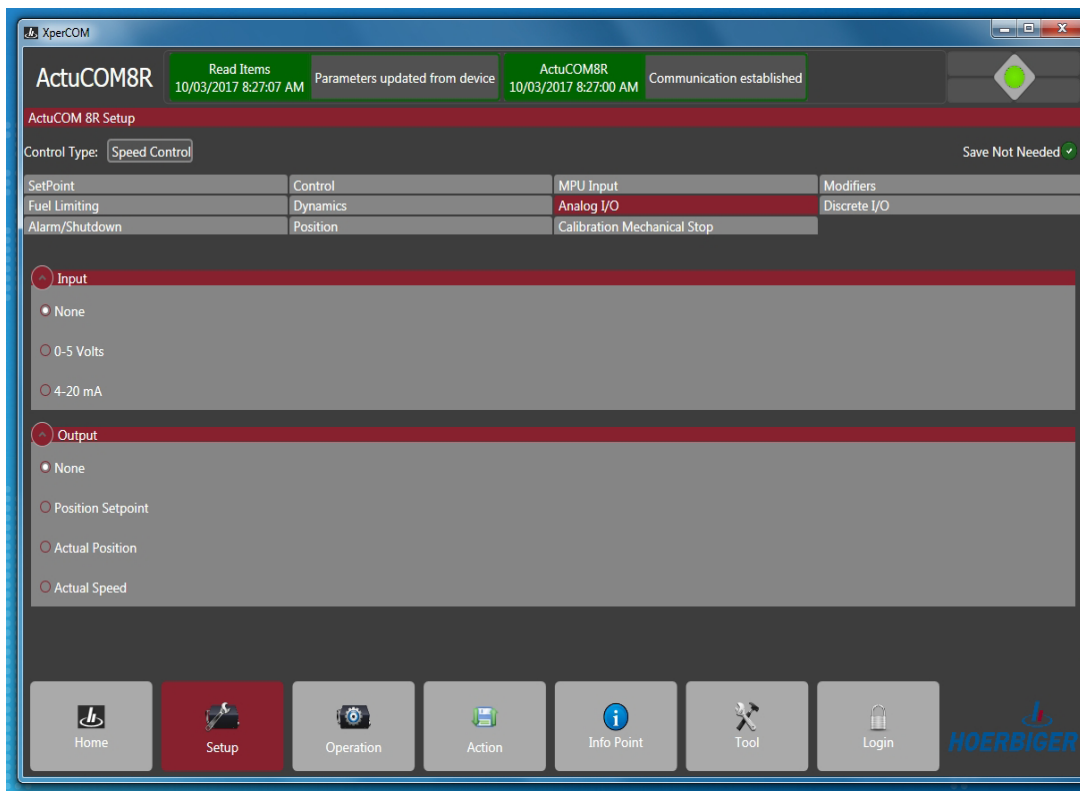 XperCOM
ActuCOM8R
Read Items
10/03/2017 8:27:07 AM
Parameters updated from device
ActuCOM8R
10/03/2017 8:27:00 AM
Communication established
ActuCOM 8R Setup
Control Type: Speed Control
Save Not Needed
SetPoint Control MPU Input Modifiers
Fuel Limiting Dynamics Analog I/O Discrete I/O
Alarm/Shutdown Position Calibration Mechanical Stop
Input
None
0-5 Volts
4-20 mA
Output
None
Position Setpoint
Actual Position
Actual Speed
Home Setup Operation Action Info Point Tool Login
HOERBIGER